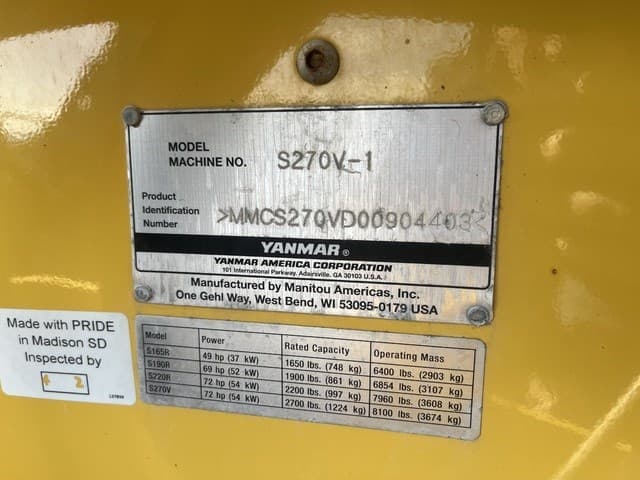 MODEL
MACHINE NO. S270V-1
Product
Identification
Number >MMCS270VD00904403<
YANMAR®
YANMAR AMERICA CORPORATION
101 International Parkway, Adairsville, GA 30103 U.S.A.
Manufactured by Manitou Americas, Inc.
One Gehl Way, West Bend, WI 53095-0179 USA
Made with PRIDE
in Madison SD
Inspected by
2
Model Power Rated Capacity Operating Mass
S165R 49 hp (37 kW) 1650 lbs. (748 kg) 6400 lbs. (2903 kg)
S190R 69 hp (52 kW) 1900 lbs. (861 kg) 6854 lbs. (3107 kg)
S220R 72 hp (54 kW) 2200 lbs. (997 kg) 7960 lbs. (3608 kg)
S270V 72 hp (54 kW) 2700 lbs. (1224 kg) 8100 lbs. (3674 kg)